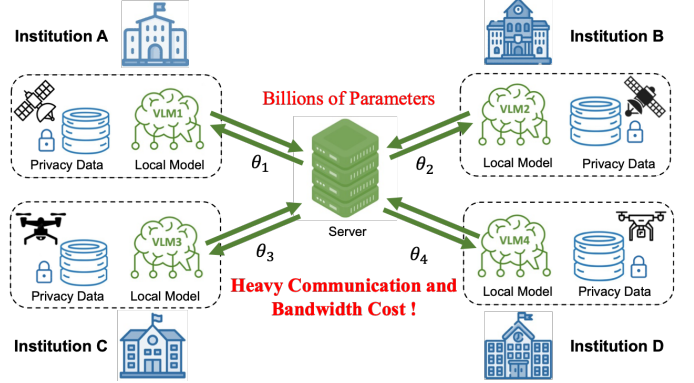 Institution A
Institution B
Billions of Parameters
VLM1
VLM2
Privacy Data
Local Model
Local Model
Privacy Data
θ1
θ2
Server
VLM3
VLM4
θ3
θ4
Privacy Data
Local Model
Local Model
Privacy Data
Heavy Communication and
Bandwidth Cost !
Institution C
Institution D